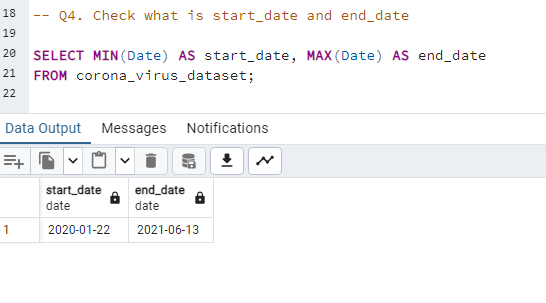 18 -- Q4. Check what is start_date and end_date
19
20 SELECT MIN(Date) AS start_date, MAX(Date) AS end_date
21 FROM corona_virus_dataset;
22
Data Output Messages Notifications
start_date end_date
date date
1 2020-01-22 2021-06-13